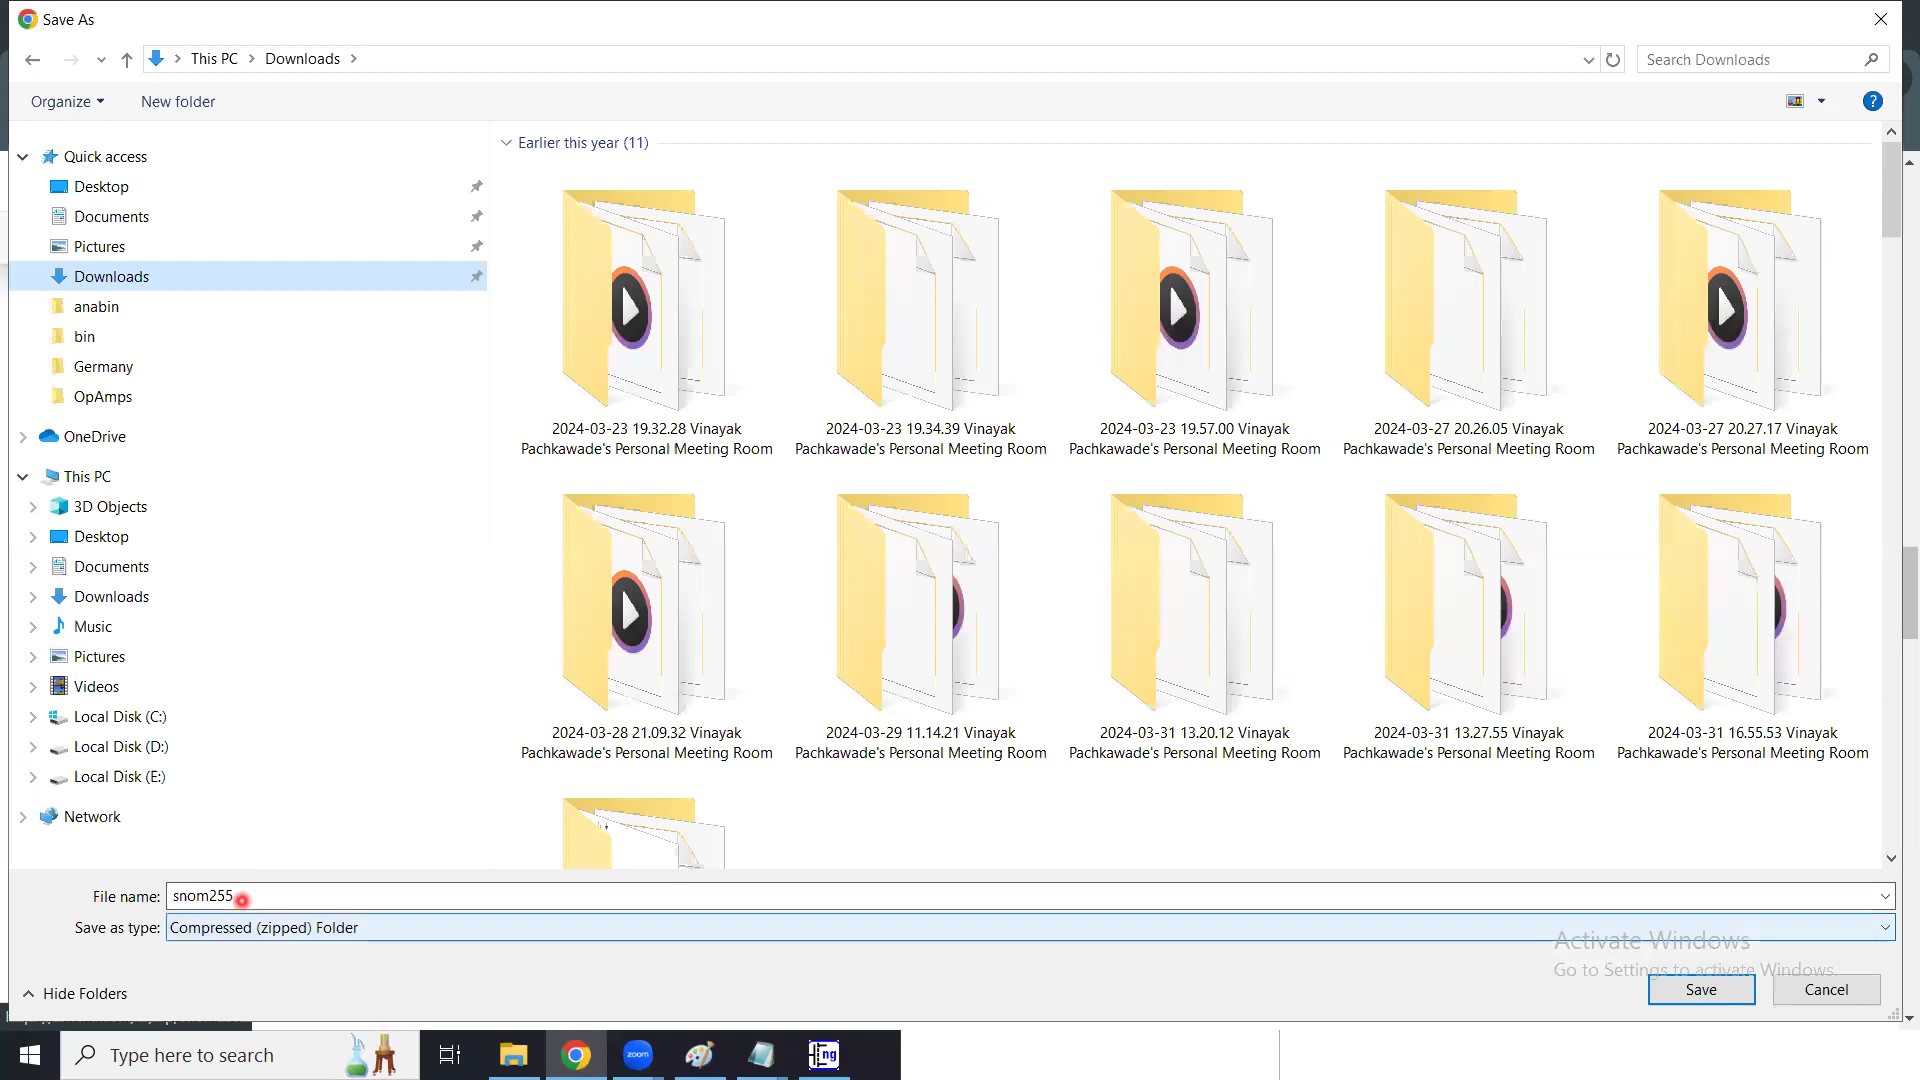 Save As
This PC > Downloads >
Search Downloads
Organize
New folder
?
Quick access
Desktop
Documents
Pictures
Downloads
anabin
bin
Germany
OpAmps
OneDrive
This PC
3D Objects
Desktop
Documents
Downloads
Music
Pictures
Videos
Local Disk (C:)
Local Disk (D:)
Local Disk (E:)
Network
Earlier this year (11)
2024-03-23 19.32.28 Vinayak
Pachkawade's Personal Meeting Room
2024-03-23 19.34.39 Vinayak
Pachkawade's Personal Meeting Room
2024-03-23 19.57.00 Vinayak
Pachkawade's Personal Meeting Room
2024-03-27 20.26.05 Vinayak
Pachkawade's Personal Meeting Room
2024-03-27 20.27.17 Vinayak
Pachkawade's Personal Meeting Room
2024-03-28 21.09.32 Vinayak
Pachkawade's Personal Meeting Room
2024-03-29 11.14.21 Vinayak
Pachkawade's Personal Meeting Room
2024-03-31 13.20.12 Vinayak
Pachkawade's Personal Meeting Room
2024-03-31 13.27.55 Vinayak
Pachkawade's Personal Meeting Room
2024-03-31 16.55.53 Vinayak
Pachkawade's Personal Meeting Room
File name: snom255
Save as type: Compressed (zipped) Folder
Activate Windows
Go to Settings to activate Windows.
Hide Folders
Save
Cancel
Type here to search
zoom
ng